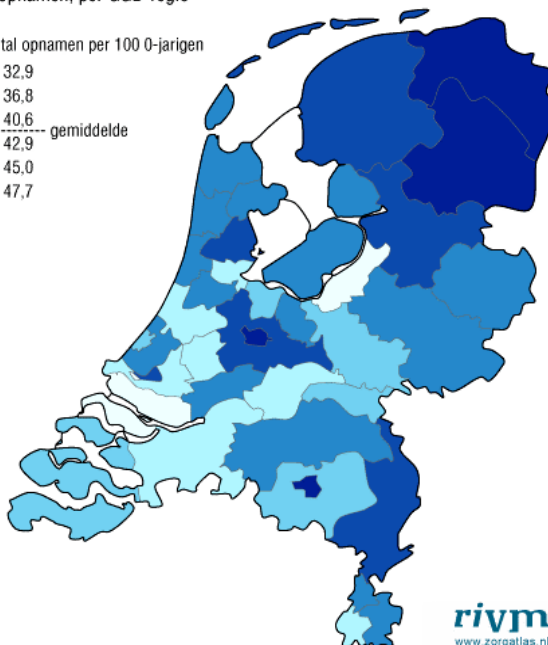 opnamen, per GGD-regio
tal opnamen per 100 0-jarigen
32,9
36,8
40,6
gemiddelde
42,9
45,0
47,7
rivm
www.zorgatlas.nl